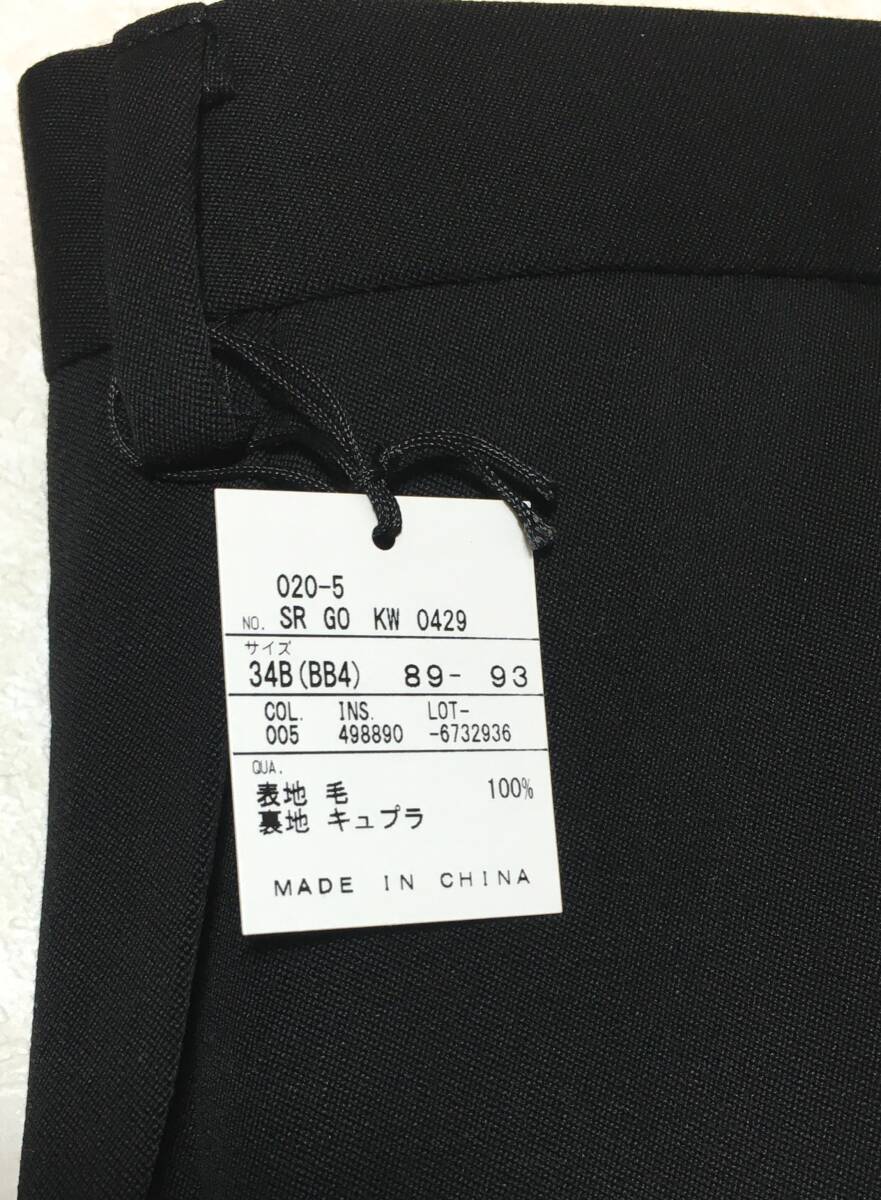 020-5
NO. SR GO KW 0429
サイズ
34B(BB4) 89- 93
COL. INS. LOT-
005 498890 -6732936
QUA.
表地 毛 100%
裏地 キュプラ
MADE IN CHINA